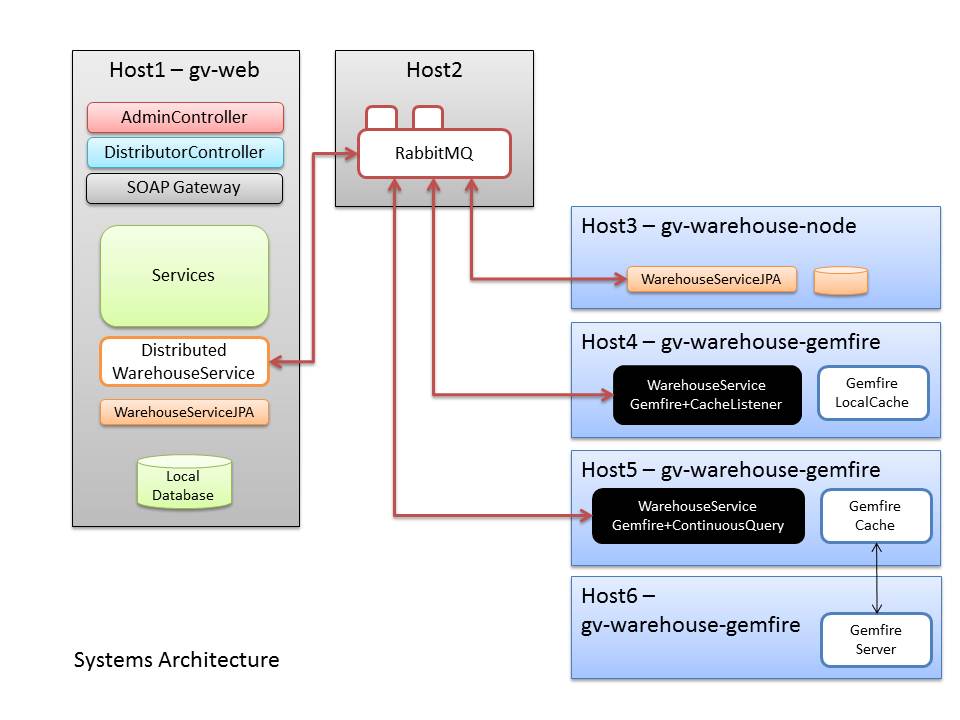 Host1 – gv-web
AdminController
DistributorController
SOAP Gateway
Services
Distributed
WarehouseService
WarehouseServiceJPA
Local
Database
Host2
RabbitMQ
Host3 – gv-warehouse-node
WarehouseServiceJPA
Host4 – gv-warehouse-gemfire
WarehouseService
Gemfire+CacheListener
Gemfire
LocalCache
Host5 – gv-warehouse-gemfire
WarehouseService
Gemfire+ContinuousQuery
Gemfire
Cache
Host6 –
gv-warehouse-gemfire
Gemfire
Server
Systems Architecture